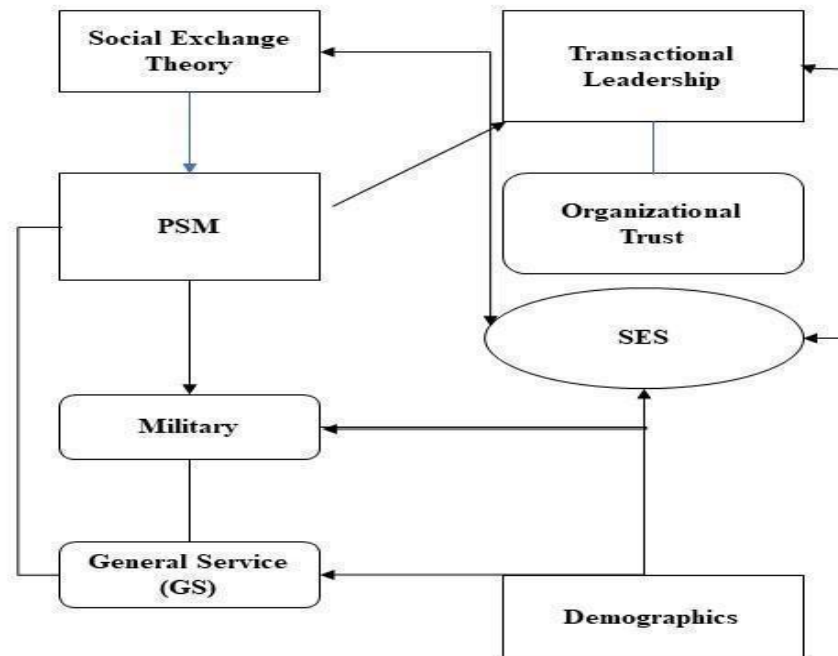 Social Exchange
Theory
Transactional
Leadership
PSM
Organizational
Trust
SES
Military
General Service
(GS)
Demographics